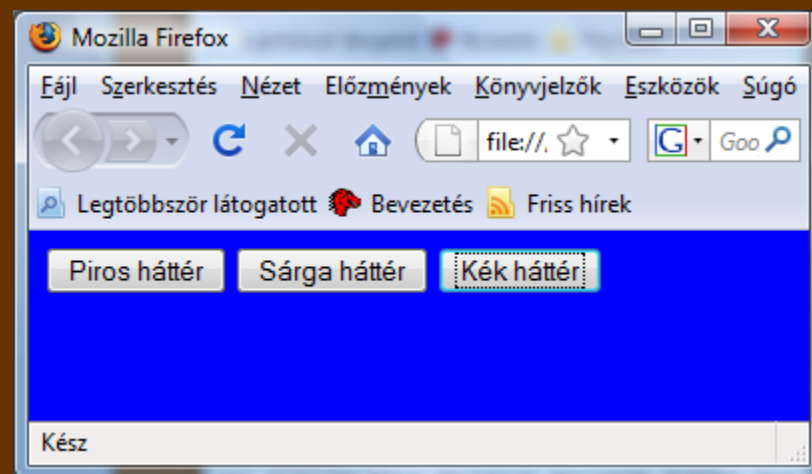 Mozilla Firefox
Fájl Szerkesztés Nézet Előzmények Könyvjelzők Eszközök Súgó
file:///. G Goo
Legtöbbször látogatott Bevezetés Friss hírek
Piros háttér Sárga háttér Kék háttér
Kész